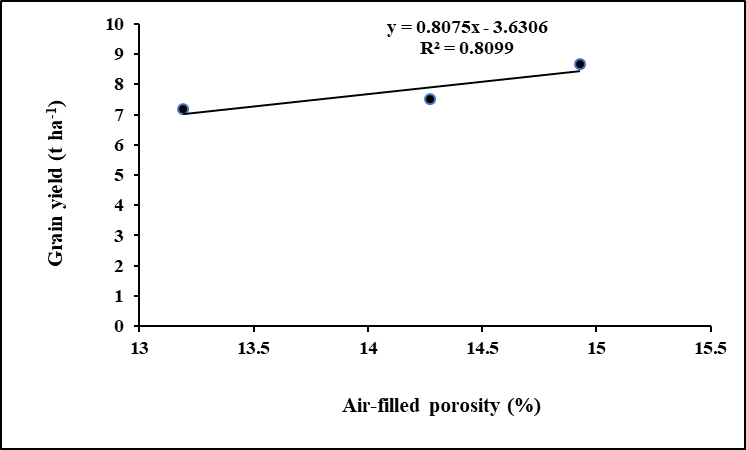 y = 0.8075x - 3.6306
R² = 0.8099
10
9
8
7
6
5
4
3
2
1
0
Grain yield (t ha⁻¹)
13 13.5 14 14.5 15 15.5
Air-filled porosity (%)